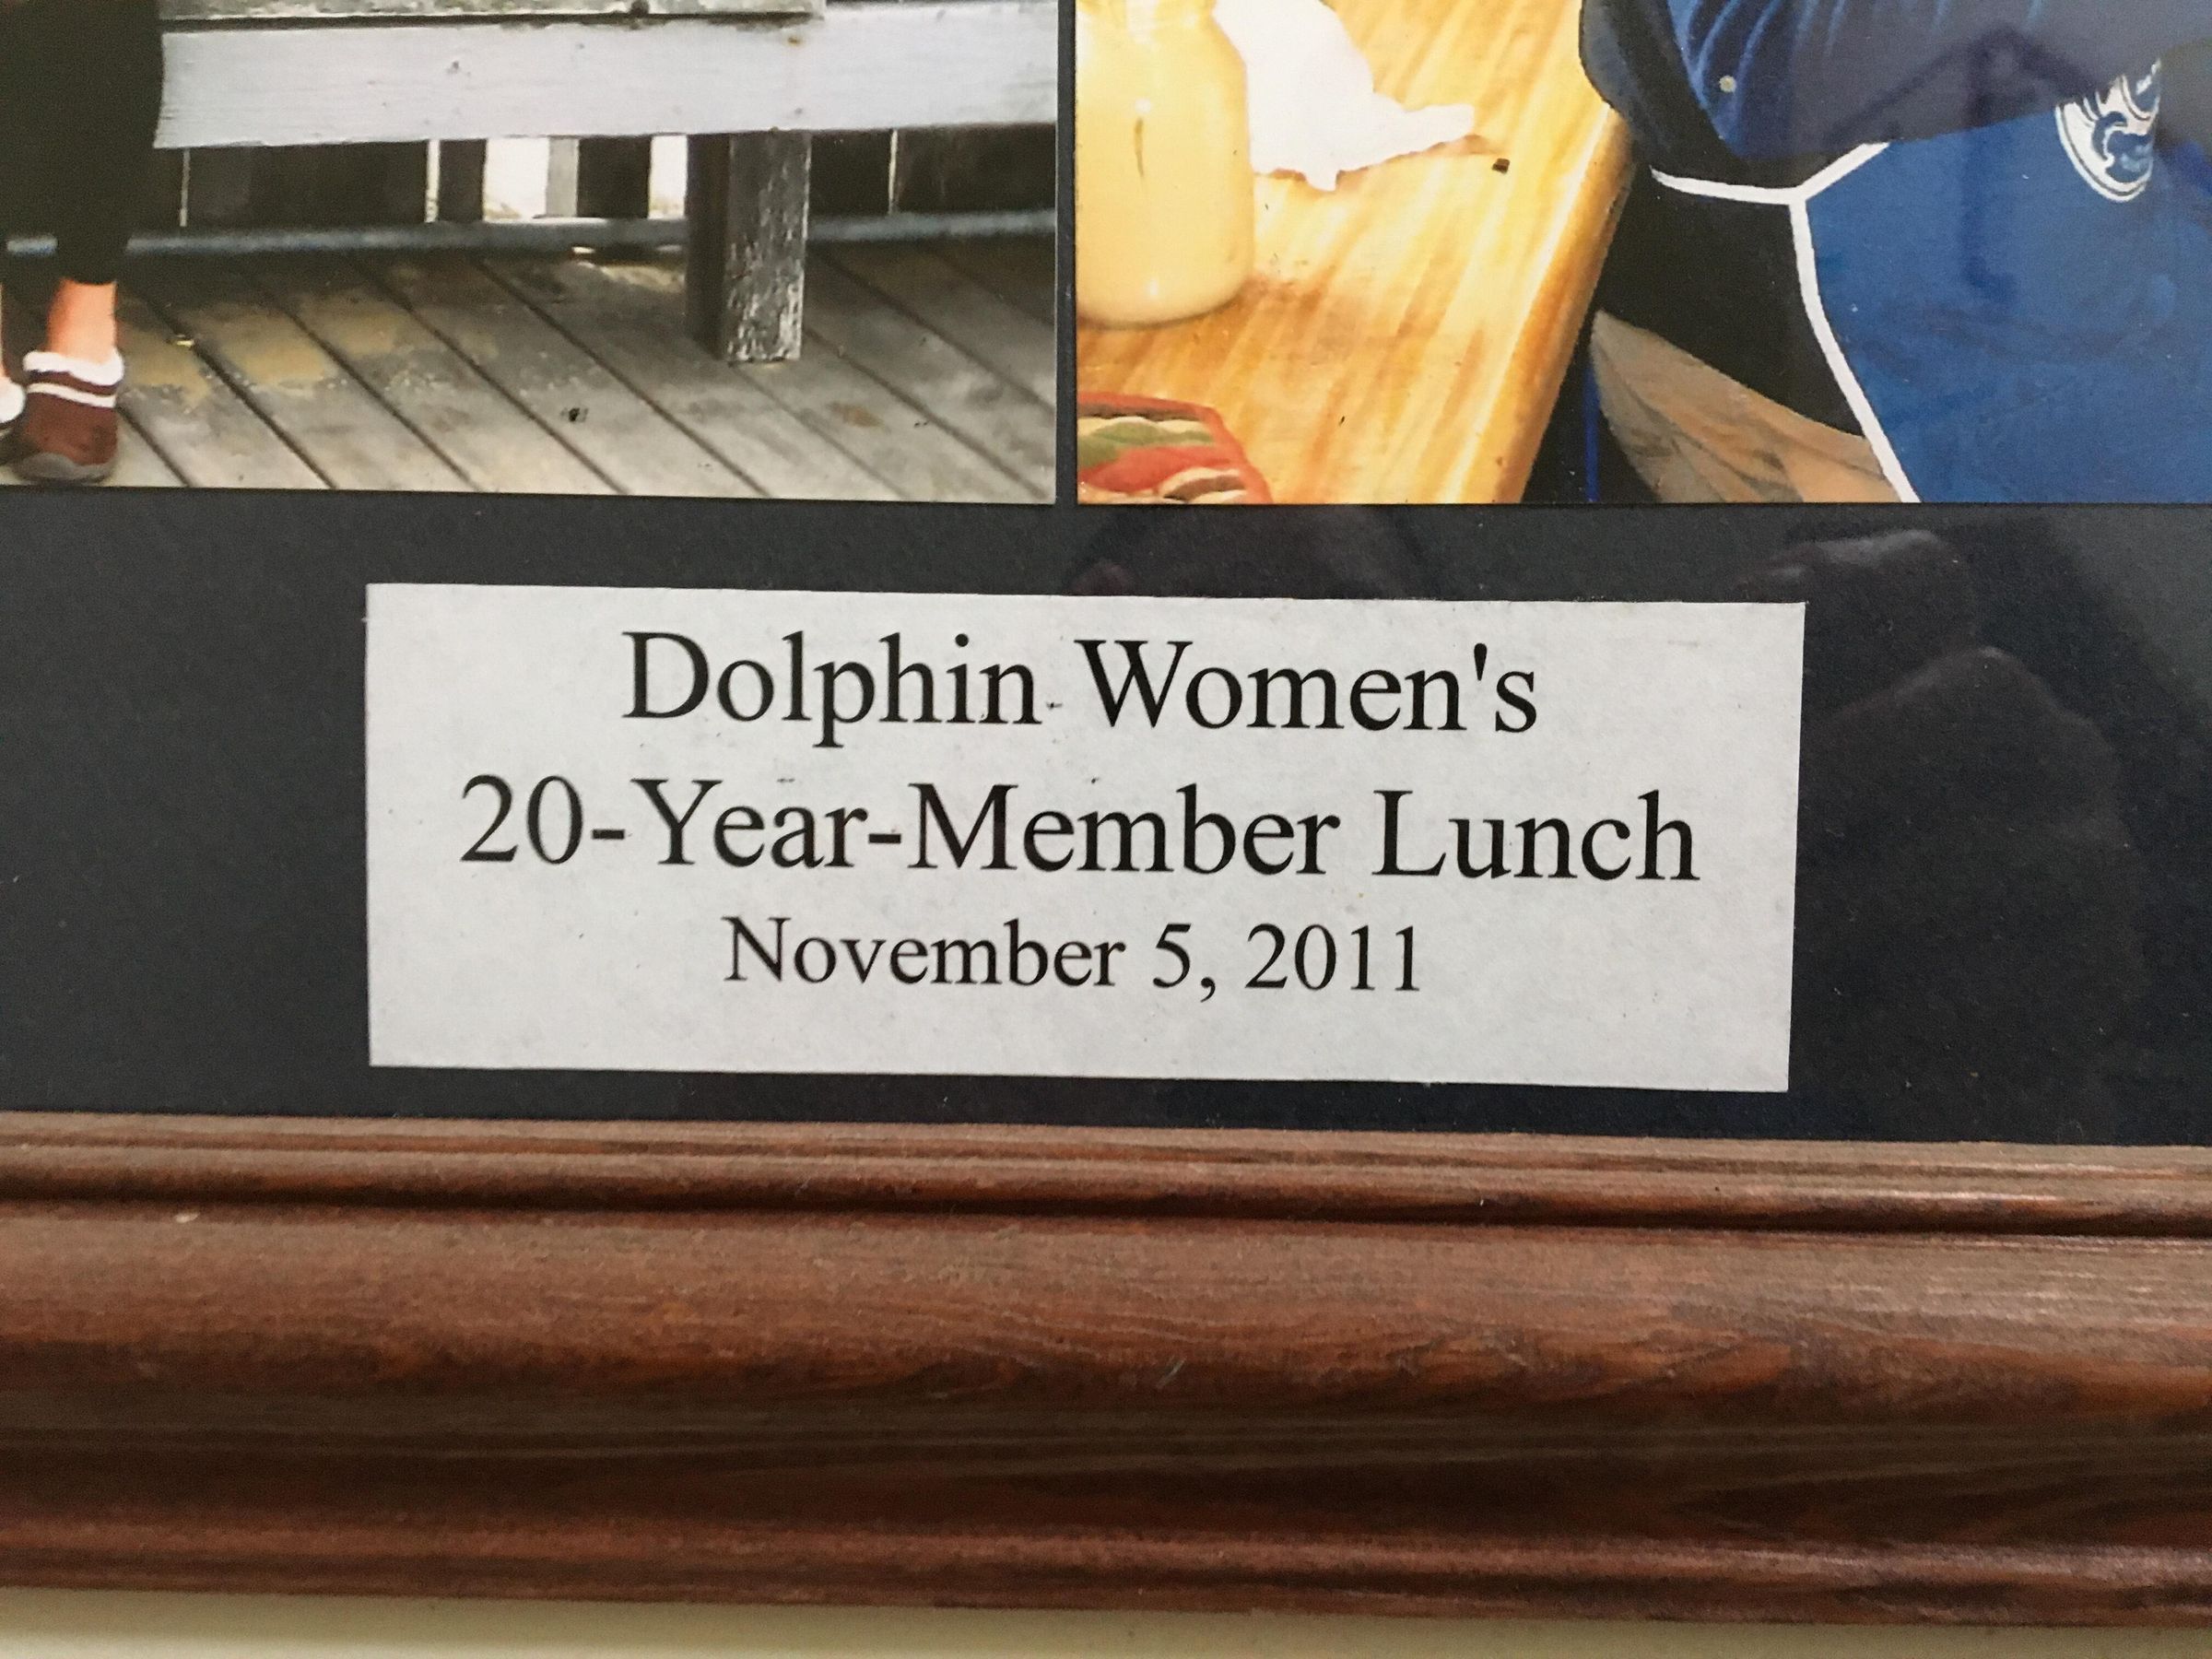 Dolphin Women's
20-Year-Member Lunch
November 5, 2011